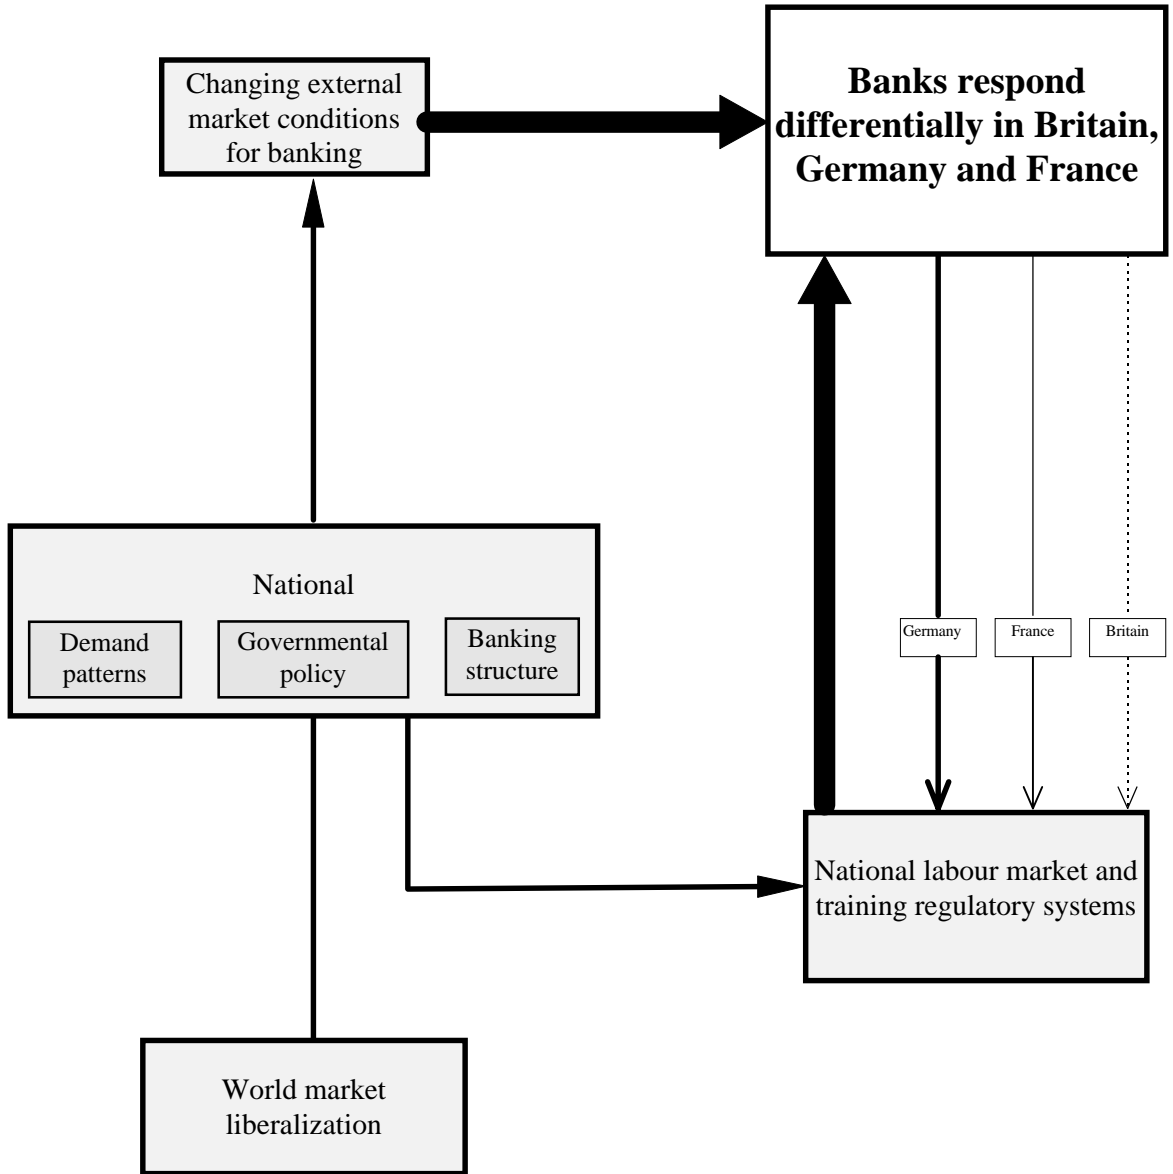 Changing external
market conditions
for banking
Banks respond
differentially in Britain,
Germany and France
National
Demand
patterns
Governmental
policy
Banking
structure
Germany
France
Britain
National labour market and
training regulatory systems
World market
liberalization